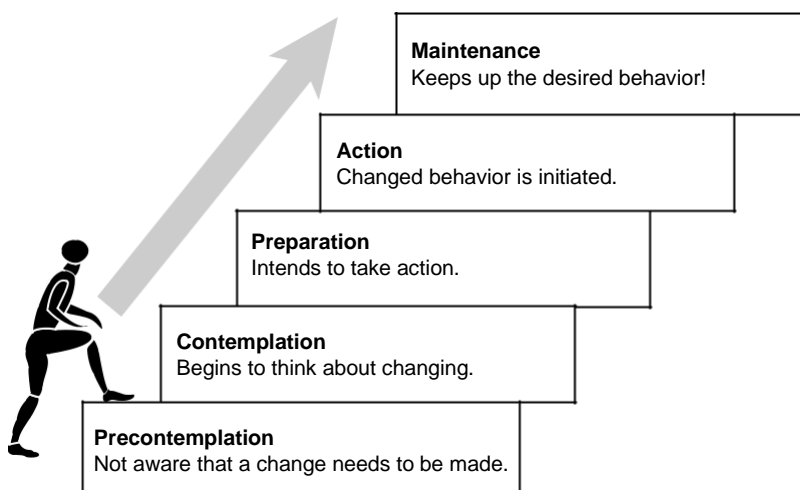 Maintenance
Keeps up the desired behavior!
Action
Changed behavior is initiated.
Preparation
Intends to take action.
Contemplation
Begins to think about changing.
Precontemplation
Not aware that a change needs to be made.